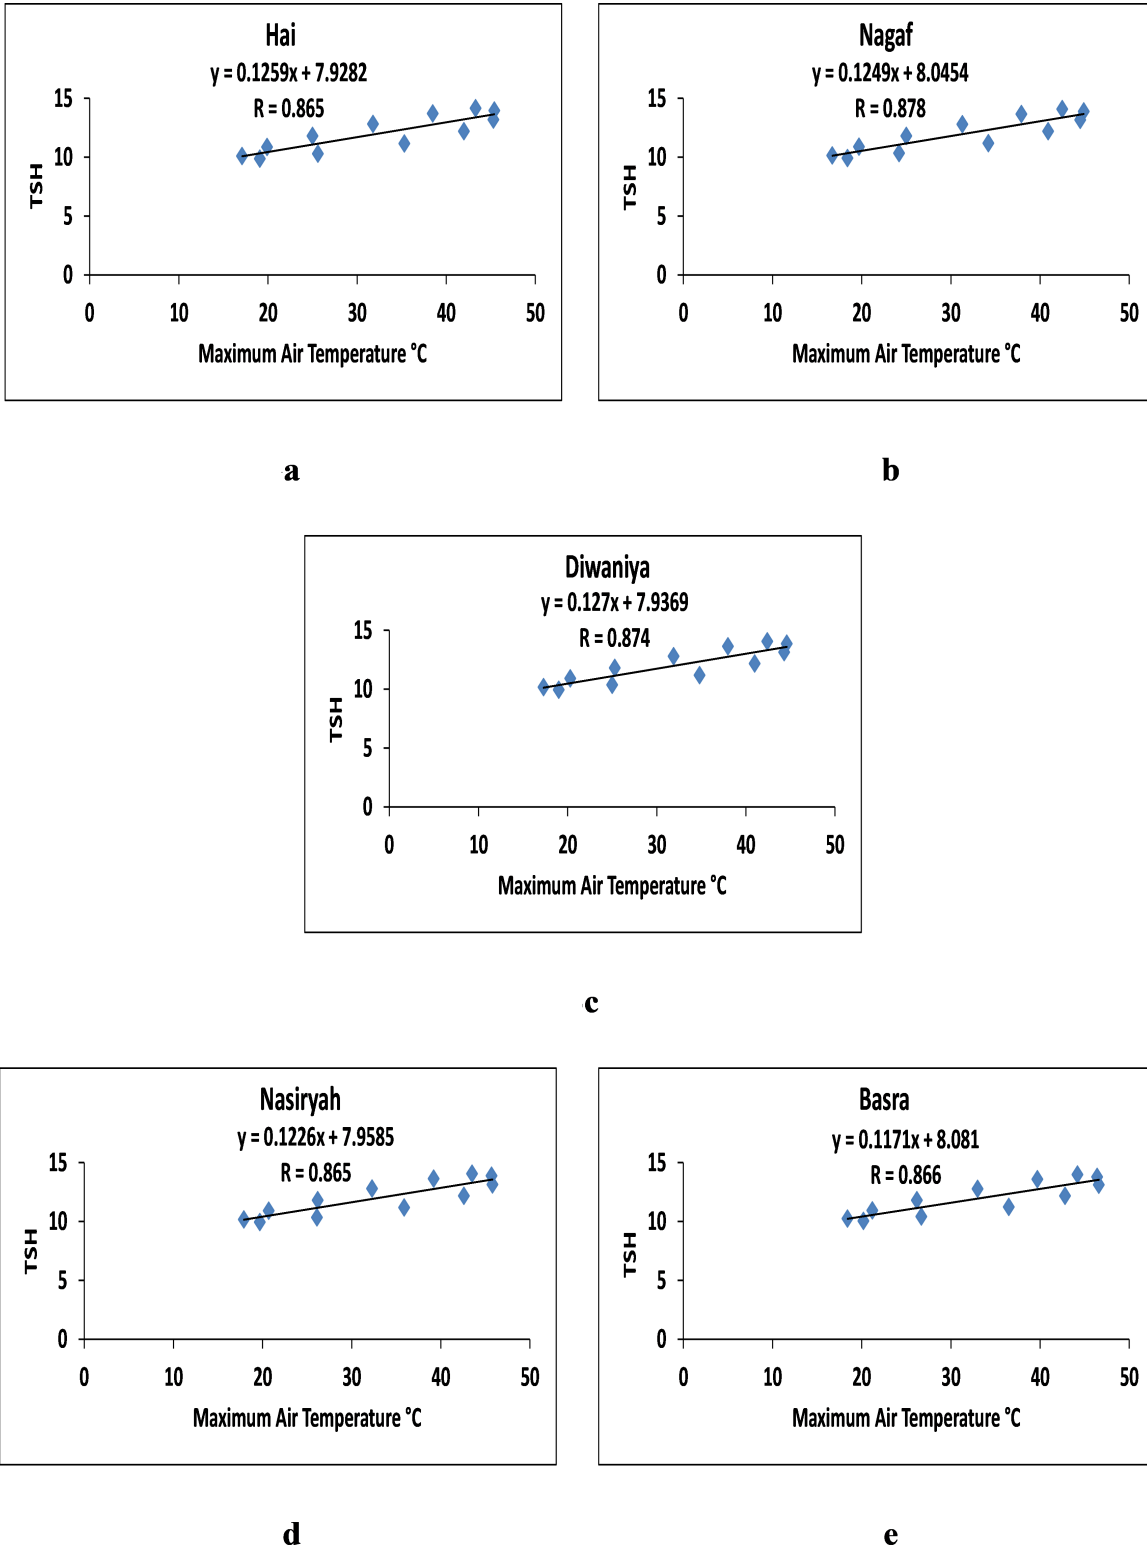 Hai
y = 0.1259x + 7.9282
R = 0.865
15
10
5
0
TSH
0 10 20 30 40 50
Maximum Air Temperature °C
a
Nagaf
y = 0.1249x + 8.0454
R = 0.878
15
10
5
0
TSH
0 10 20 30 40 50
Maximum Air Temperature °C
b
Diwaniya
y = 0.127x + 7.9369
R = 0.874
15
10
5
0
TSH
0 10 20 30 40 50
Maximum Air Temperature °C
c
Nasiryah
y = 0.1226x + 7.9585
R = 0.865
15
10
5
0
TSH
0 10 20 30 40 50
Maximum Air Temperature °C
d
Basra
y = 0.1171x + 8.081
R = 0.866
15
10
5
0
TSH
0 10 20 30 40 50
Maximum Air Temperature °C
e